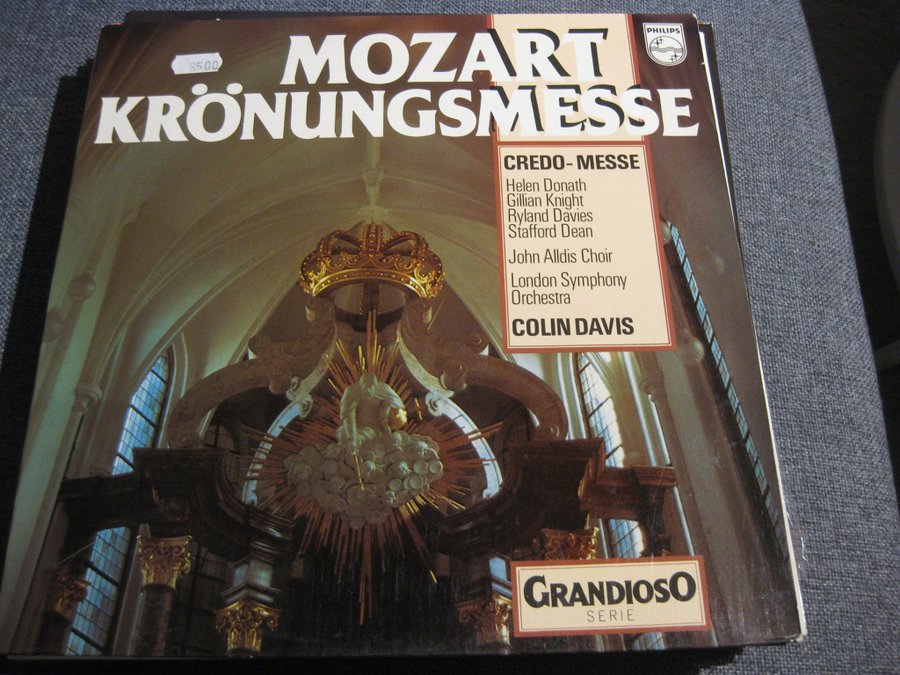 PHILIPS
9500
MOZART
KRÖNUNGSMESSE
CREDO-MESSE
Helen Donath
Gillian Knight
Ryland Davies
Stafford Dean
John Alldis Choir
London Symphony
Orchestra
COLIN DAVIS
GRANDIOSO
SERIE